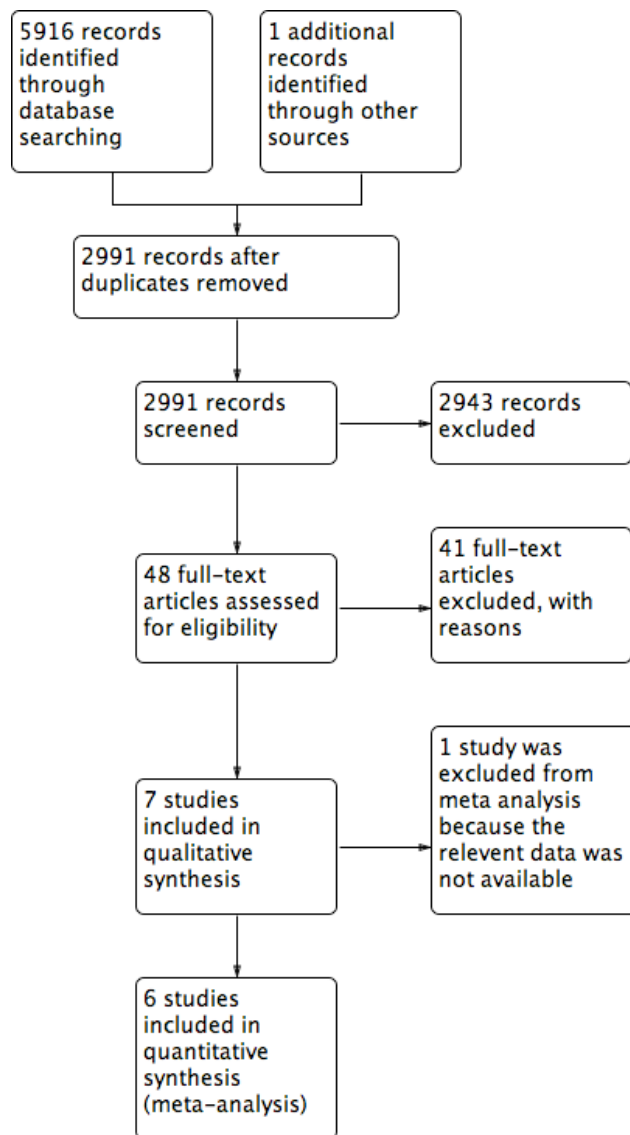 5916 records
identified
through
database
searching
1 additional
records
identified
through other
sources
2991 records after
duplicates removed
2991 records
screened
2943 records
excluded
48 full-text
articles assessed
for eligibility
41 full-text
articles
excluded, with
reasons
7 studies
included in
qualitative
synthesis
1 study was
excluded from
meta analysis
because the
relevent data was
not available
6 studies
included in
quantitative
synthesis
(meta-analysis)